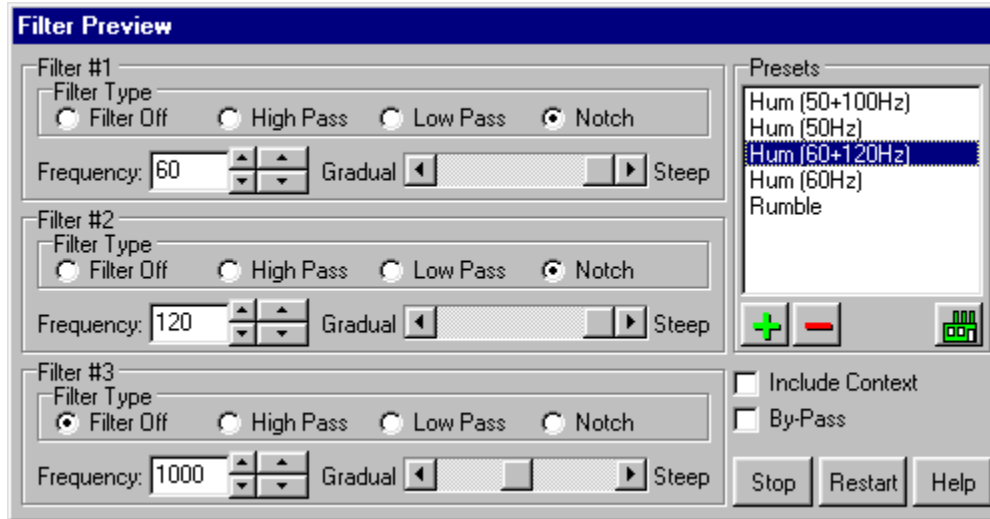 Filter Preview
Filter #1
Filter Type
Filter Off High Pass Low Pass Notch
Frequency: 60 Gradual Steep
Filter #2
Filter Type
Filter Off High Pass Low Pass Notch
Frequency: 120 Gradual Steep
Filter #3
Filter Type
Filter Off High Pass Low Pass Notch
Frequency: 1000 Gradual Steep
Presets
Hum (50+100Hz)
Hum (50Hz)
Hum (60+120Hz)
Hum (60Hz)
Rumble
Include Context
By-Pass
Stop Restart Help